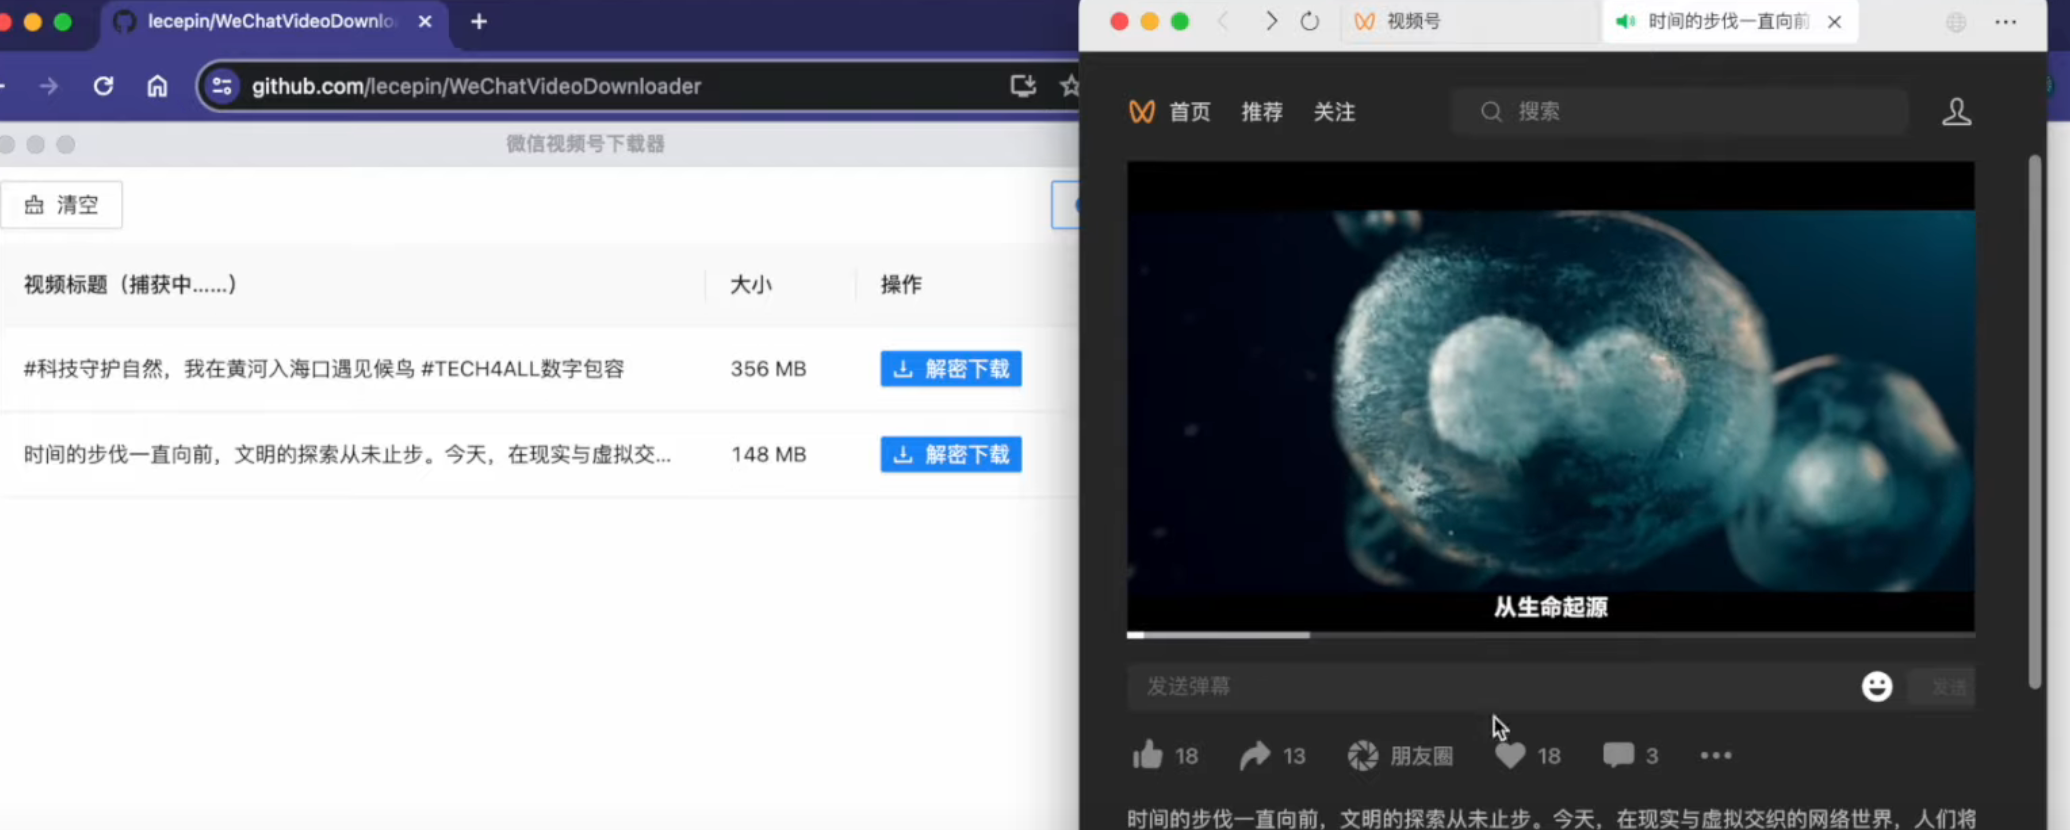 lecepin/WeChatVideoDownlo
github.com/lecepin/WeChatVideoDownloader
微信视频号下载器
清空
视频标题（捕获中......） 大小 操作
#科技守护自然，我在黄河入海口遇见候鸟 #TECH4ALL数字包容 356 MB 解密下载
时间的步伐一直向前，文明的探索从未止步。今天，在现实与虚拟交... 148 MB 解密下载
视频号 时间的步伐一直向前
首页 推荐 关注 搜索
从生命起源
发送弹幕 发送
18 13 朋友圈 18 3
时间的步伐一直向前，文明的探索从未止步。今天，在现实与虚拟交织的网络世界，人们将